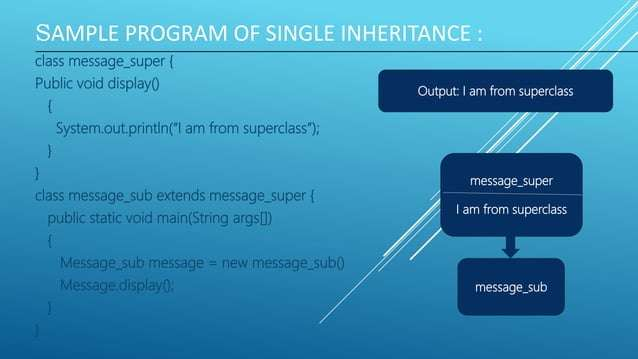 SAMPLE PROGRAM OF SINGLE INHERITANCE :
class message_super {
Public void display()
{
System.out.println("I am from superclass");
}
}
class message_sub extends message_super {
public static void main(String args[])
{
Message_sub message = new message_sub()
Message.display();
}
}
Output: I am from superclass
message_super
I am from superclass
message_sub